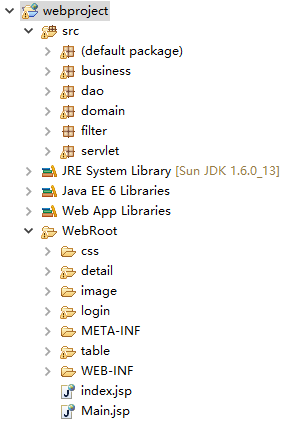 webproject
src
(default package)
business
dao
domain
filter
servlet
JRE System Library [Sun JDK 1.6.0_13]
Java EE 6 Libraries
Web App Libraries
WebRoot
css
detail
image
login
META-INF
table
WEB-INF
index.jsp
Main.jsp